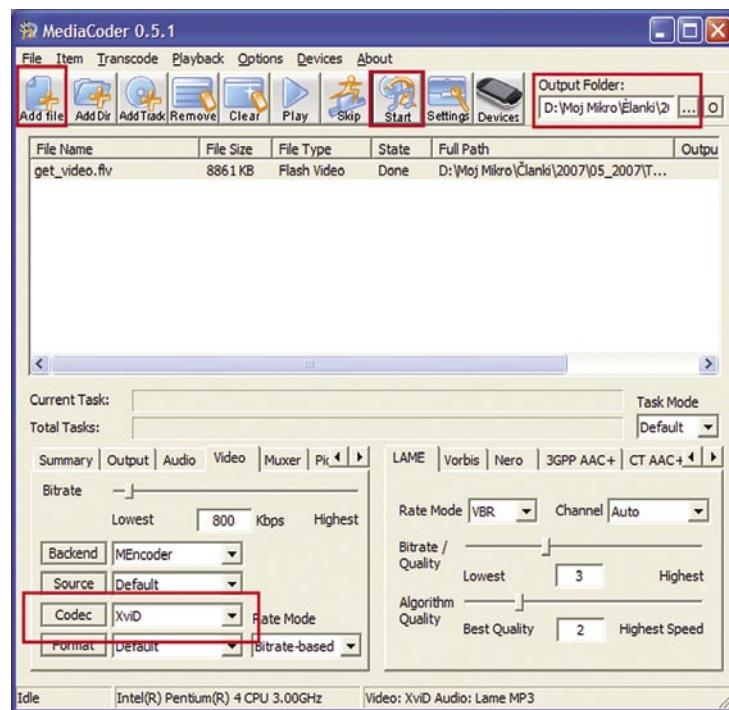 MediaCoder 0.5.1
File Item Transcode Playback Options Devices About
Add file Add Dir Add Track Remove Clear Play Skip Start Settings Devices
Output Folder:
D:\Moj Mikro\Članki\2 ... O
File Name File Size File Type State Full Path Outpu
get_video.flv 8861 KB Flash Video Done D:\Moj Mikro\Članki\2007\05_2007\T...
Current Task:
Task Mode
Total Tasks:
Default
Summary Output Audio Video Muxer Pic
Bitrate
Lowest 800 Kbps Highest
Backend MEncoder
Source Default
Codec XviD
Rate Mode
Format Default Bitrate-based
LAME Vorbis Nero 3GPP AAC+ CT AAC+
Rate Mode VBR Channel Auto
Bitrate / Quality
Lowest 3 Highest
Algorithm Quality
Best Quality 2 Highest Speed
Idle Intel(R) Pentium(R) 4 CPU 3.00GHz Video: XviD Audio: Lame MP3